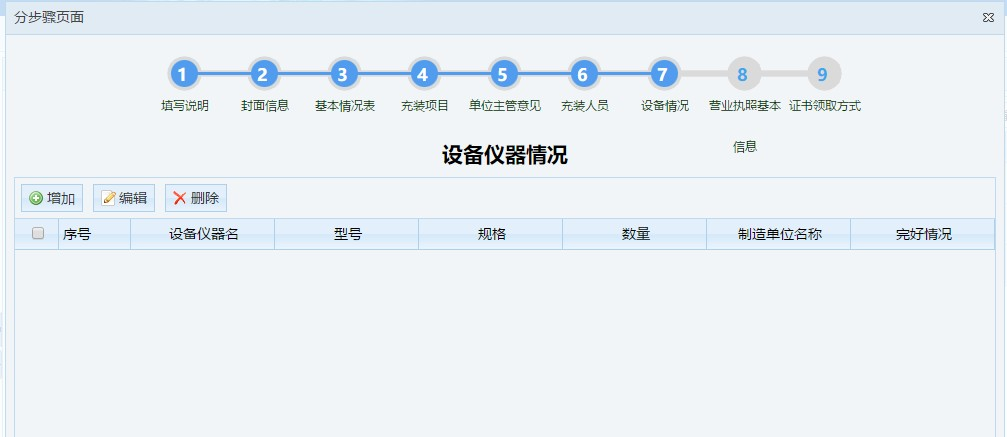 分步骤页面
1 2 3 4 5 6 7 8 9
填写说明 封面信息 基本情况表 充装项目 单位主管意见 充装人员 设备情况 营业执照基本 证书领取方式
信息
设备仪器情况
增加 编辑 删除
序号 设备仪器名 型号 规格 数量 制造单位名称 完好情况